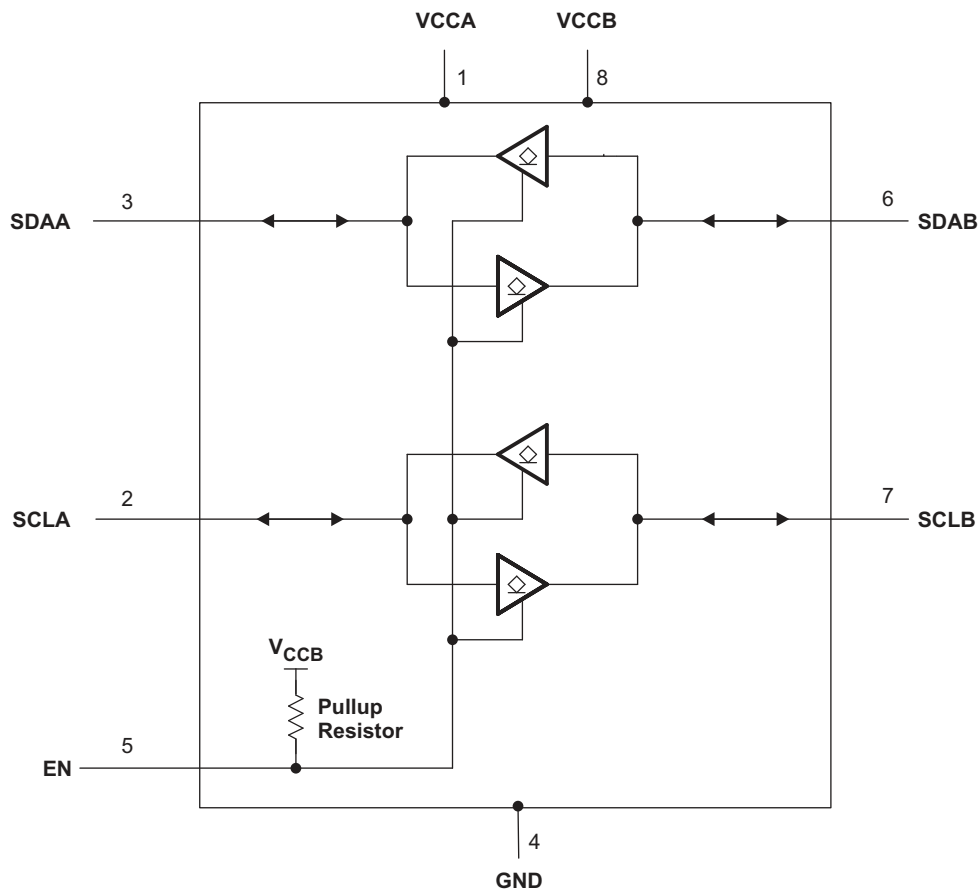 VCCA
VCCB
1
8
SDAA
3
6
SDAB
SCLA
2
7
SCLB
VCCB
Pullup
Resistor
EN
5
4
GND